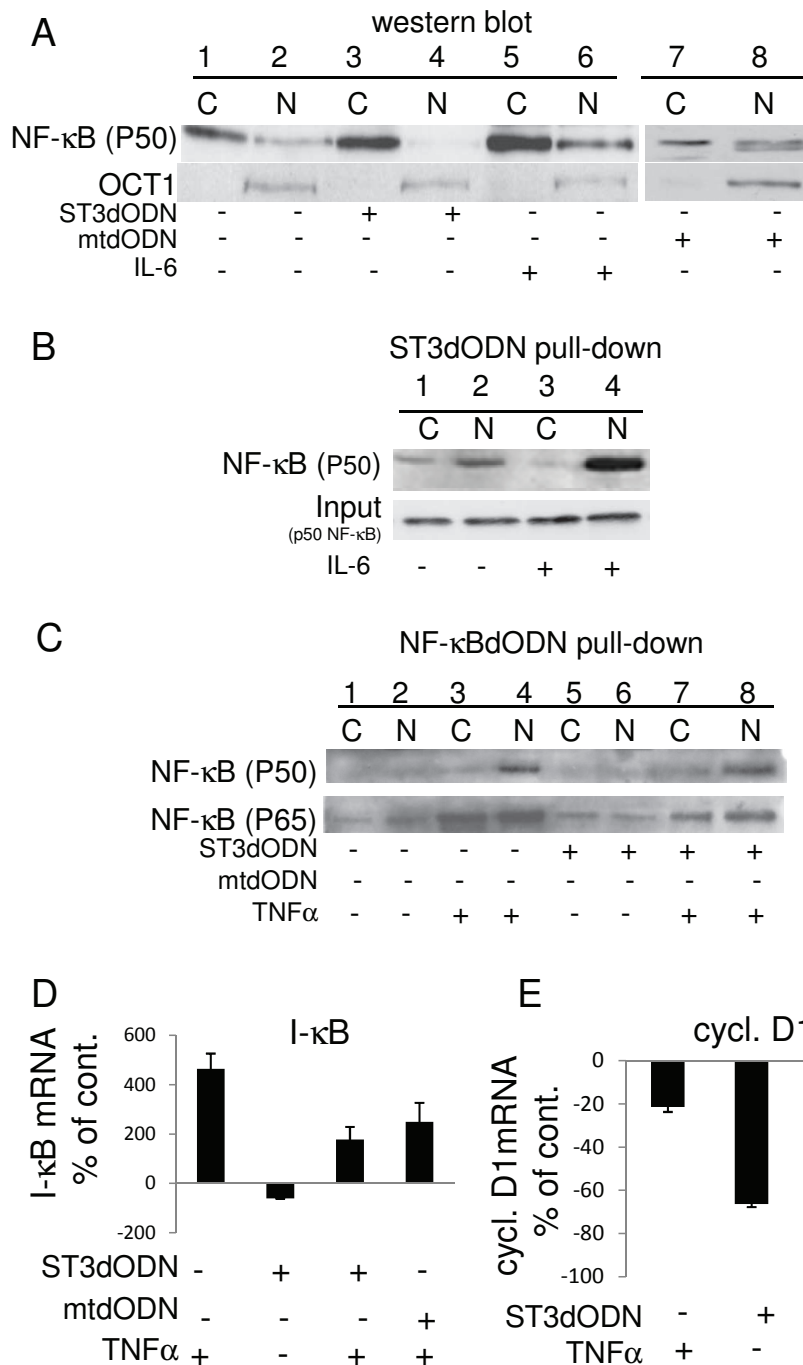 A
western blot
1 2 3 4 5 6 7 8
C N C N C N C N
NF-κB (P50)
OCT1
ST3dODN - - + + - - - -
mtdODN - - - - - - + +
IL-6 - - - - + + - -
B
ST3dODN pull-down
1 2 3 4
C N C N
NF-κB (P50)
Input
(p50 NF-κB)
IL-6 - - + +
C
NF-κBdODN pull-down
1 2 3 4 5 6 7 8
C N C N C N C N
NF-κB (P50)
NF-κB (P65)
ST3dODN - - - - + + + +
mtdODN - - - - - - - -
TNFα - - + + - - + +
D
I-κB
I-κB mRNA
% of cont.
600
400
200
0
-200
ST3dODN - + + -
mtdODN - - - +
TNFα + - + +
E
cycl. D1
cycl. D1mRNA
% of cont.
0
-20
-40
-60
-80
-100
ST3dODN - +
TNFα + -